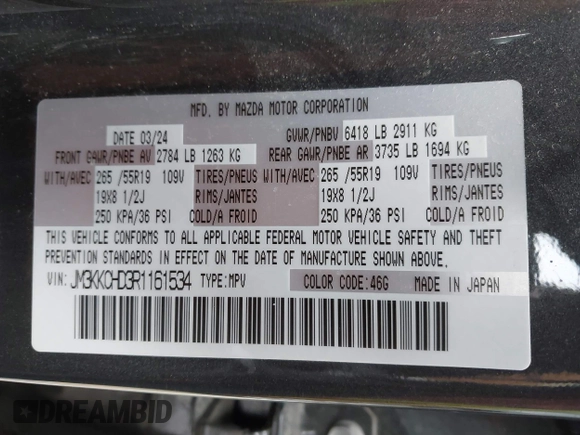 MFD. BY MAZDA MOTOR CORPORATION
DATE 03/24 GVWR/PNBV 6418 LB 2911 KG
FRONT GAWR/PNBE AV 2784 LB 1263 KG REAR GAWR/PNBE AR 3735 LB 1694 KG
WITH/AVEC 265 /55R19 109V TIRES/PNEUS WITH/AVEC 265 /55R19 109V TIRES/PNEUS
19X8 1/2J RIMS/JANTES 19X8 1/2J RIMS/JANTES
250 KPA/36 PSI COLD/A FROID 250 KPA/36 PSI COLD/A FROID
THIS VEHICLE CONFORMS TO ALL APPLICABLE FEDERAL MOTOR VEHICLE SAFETY AND THEFT
PREVENTION STANDARDS IN EFFECT ON THE DATE OF MANUFACTURE SHOWN ABOVE.
VIN: JM3KKCHD3R1161534 TYPE:MPV COLOR CODE:46G MADE IN JAPAN
DREAMBID